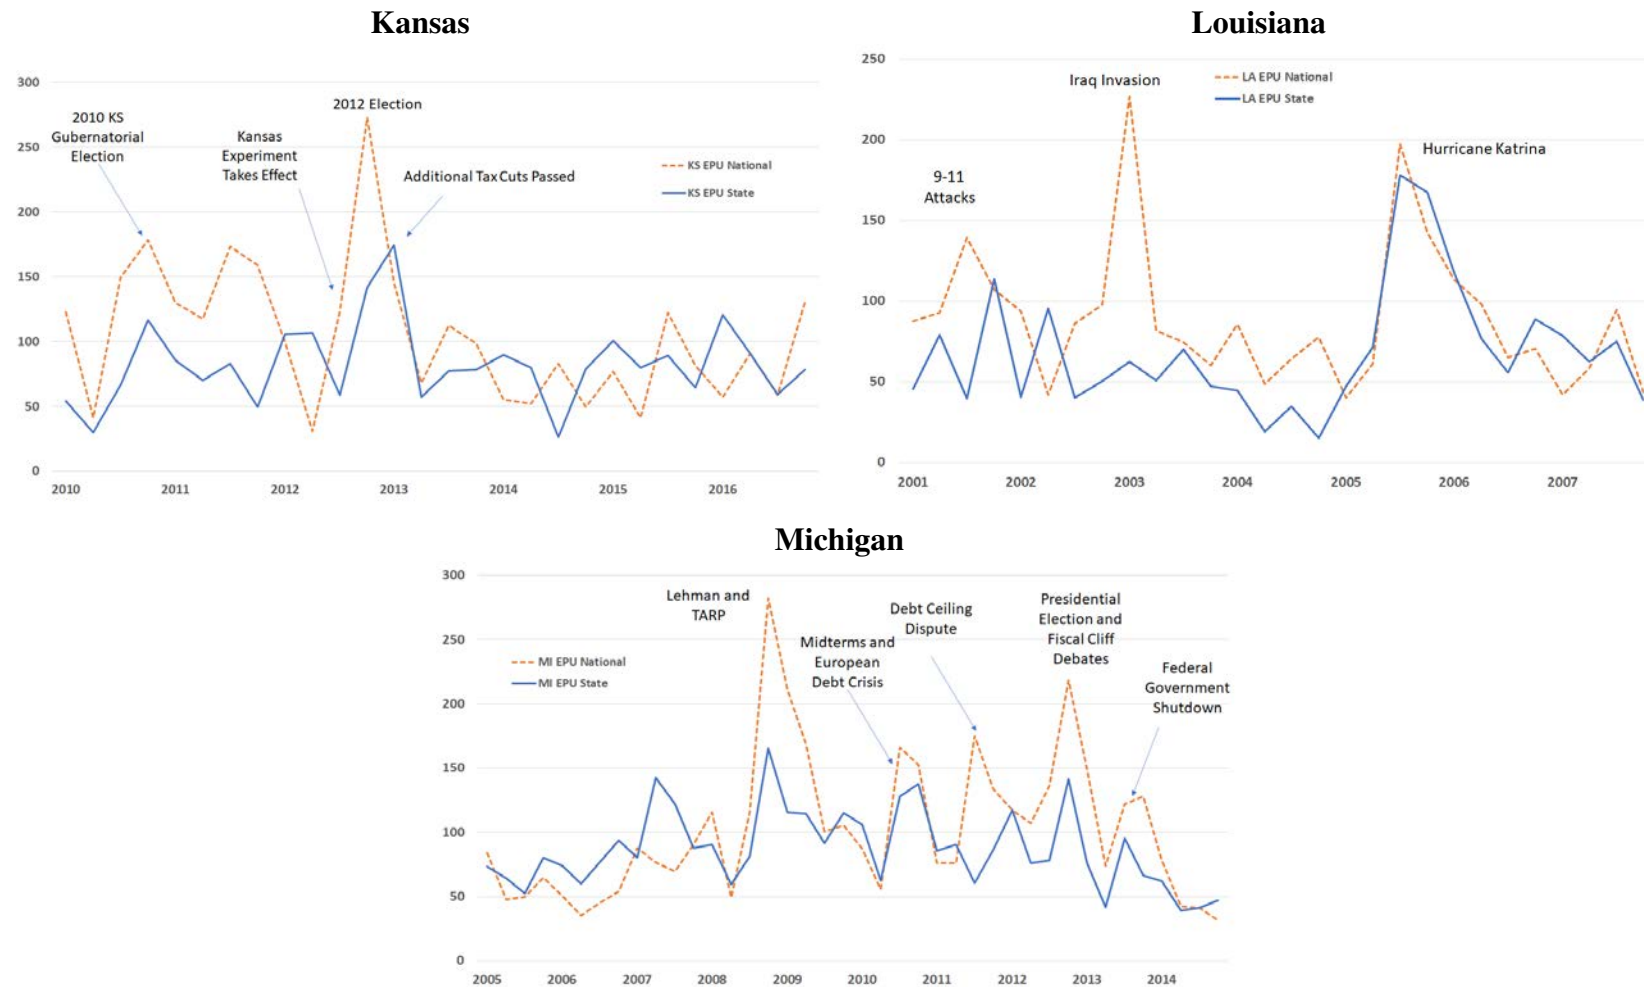 Kansas
300
250
200
150
100
50
0
2010 KS
Gubernatorial
Election
Kansas
Experiment
Takes Effect
2012 Election
Additional Tax Cuts Passed
KS EPU National
KS EPU State
2010 2011 2012 2013 2014 2015 2016
Louisiana
250
200
150
100
50
0
9-11
Attacks
Iraq Invasion
LA EPU National
LA EPU State
Hurricane Katrina
2001 2002 2003 2004 2005 2006 2007
Michigan
300
250
200
150
100
50
0
MI EPU National
MI EPU State
Lehman and
TARP
Midterms and
European
Debt Crisis
Debt Ceiling
Dispute
Presidential
Election and
Fiscal Cliff
Debates
Federal
Government
Shutdown
2005 2006 2007 2008 2009 2010 2011 2012 2013 2014